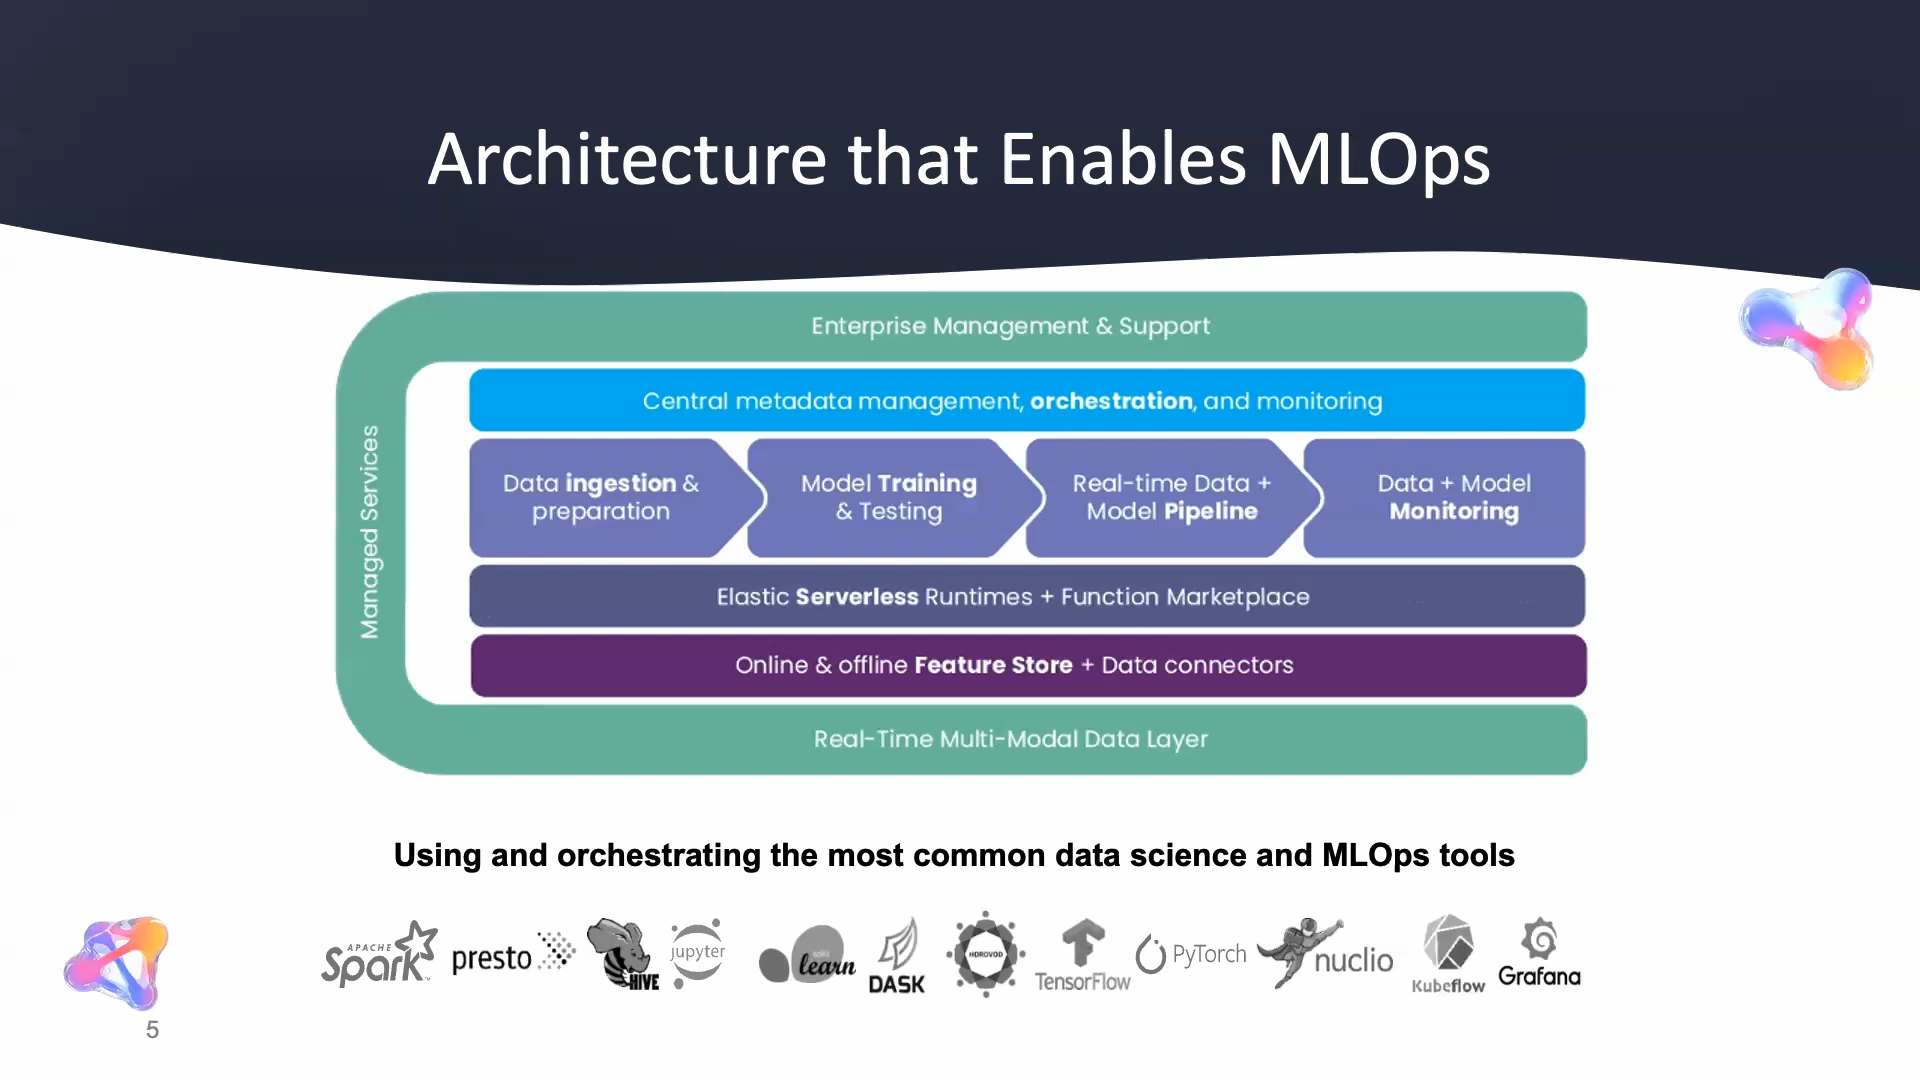 Architecture that Enables MLOps
Enterprise Management & Support
Managed Services
Central metadata management, orchestration, and monitoring
Data ingestion &
preparation
Model Training
& Testing
Real-time Data +
Model Pipeline
Data + Model
Monitoring
Elastic Serverless Runtimes + Function Marketplace
Online & offline Feature Store + Data connectors
Real-Time Multi-Modal Data Layer
Using and orchestrating the most common data science and MLOps tools
APACHE
Spark
presto
HIVE
jupyter
learn
DASK
HOROVOD
TensorFlow
PyTorch
nuclio
Kubeflow
Grafana
5